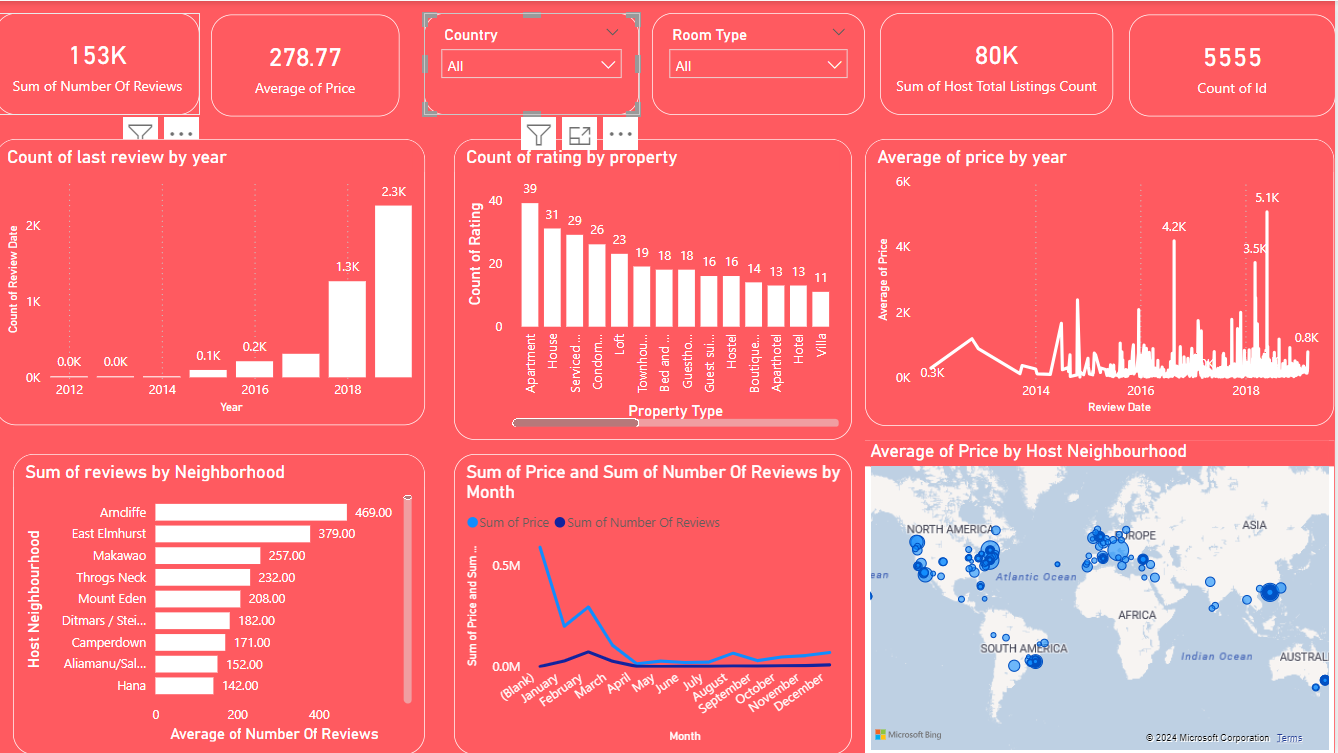 153K
Sum of Number Of Reviews
278.77
Average of Price
Country
All
Room Type
All
80K
Sum of Host Total Listings Count
5555
Count of Id
Count of last review by year
Count of Review Date
2K
1K
0K
0.0K
0.0K
0.1K
0.2K
1.3K
2.3K
2012
2014
2016
2018
Year
Count of rating by property
Count of Rating
40
20
0
39
31
29
26
23
19
18
18
16
16
14
13
13
11
Apartment
House
Serviced...
Condom...
Loft
Townhou...
Bed and ...
Guestho...
Guest sui...
Hostel
Boutique...
Aparthotel
Hotel
Villa
Property Type
Average of price by year
Average of Price
6K
4K
2K
0K
0.3K
4.2K
3.5K
5.1K
0.8K
2014
2016
2018
Review Date
Sum of reviews by Neighborhood
Host Neighbourhood
Arncliffe
469.00
East Elmhurst
379.00
Makawao
257.00
Throgs Neck
232.00
Mount Eden
208.00
Ditmars / Stei...
182.00
Camperdown
171.00
Aliamanu/Sal...
152.00
Hana
142.00
0
200
400
Average of Number Of Reviews
Sum of Price and Sum of Number Of Reviews by
Month
Sum of Price
Sum of Number Of Reviews
Sum of Price and Sum ...
0.5M
0.0M
(Blank)
January
February
March
April
May
June
July
August
September
October
November
December
Month
Average of Price by Host Neighbourhood
NORTH AMERICA
EUROPE
ASIA
ean
Atlantic Ocean
AFRICA
SOUTH AMERICA
Indian Ocean
AUSTRAL
Microsoft Bing
© 2024 Microsoft Corporation Terms